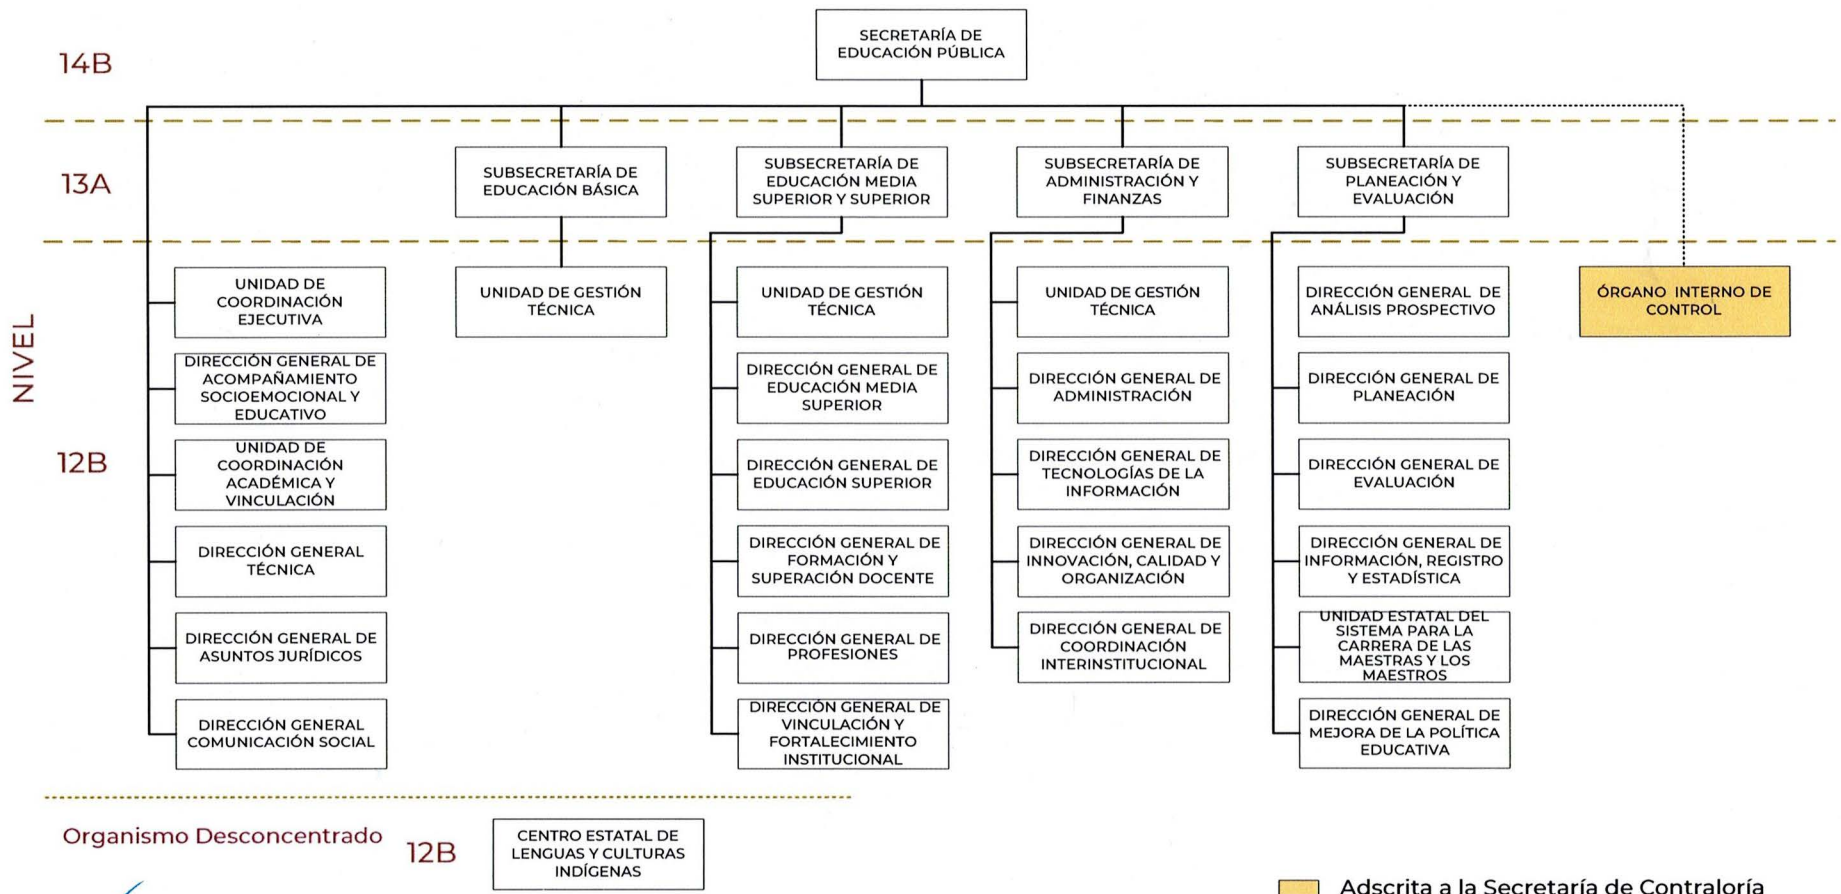 14B
SECRETARÍA DE
EDUCACIÓN PÚBLICA
13A
SUBSECRETARÍA DE
EDUCACIÓN BÁSICA
SUBSECRETARÍA DE
EDUCACIÓN MEDIA
SUPERIOR Y SUPERIOR
SUBSECRETARÍA DE
ADMINISTRACIÓN Y
FINANZAS
SUBSECRETARÍA DE
PLANEACIÓN Y
EVALUACIÓN
NIVEL
12B
UNIDAD DE
COORDINACIÓN
EJECUTIVA
DIRECCIÓN GENERAL DE
ACOMPAÑAMIENTO
SOCIOEMOCIONAL Y
EDUCATIVO
UNIDAD DE
COORDINACIÓN
ACADÉMICA Y
VINCULACIÓN
DIRECCIÓN GENERAL
TÉCNICA
DIRECCIÓN GENERAL DE
ASUNTOS JURÍDICOS
DIRECCIÓN GENERAL
COMUNICACIÓN SOCIAL
UNIDAD DE GESTIÓN
TÉCNICA
UNIDAD DE GESTIÓN
TÉCNICA
DIRECCIÓN GENERAL DE
EDUCACIÓN MEDIA
SUPERIOR
DIRECCIÓN GENERAL DE
EDUCACIÓN SUPERIOR
DIRECCIÓN GENERAL DE
FORMACIÓN Y
SUPERACIÓN DOCENTE
DIRECCIÓN GENERAL DE
PROFESIONES
DIRECCIÓN GENERAL DE
VINCULACIÓN Y
FORTALECIMIENTO
INSTITUCIONAL
UNIDAD DE GESTIÓN
TÉCNICA
DIRECCIÓN GENERAL DE
ADMINISTRACIÓN
DIRECCIÓN GENERAL DE
TECNOLOGÍAS DE LA
INFORMACIÓN
DIRECCIÓN GENERAL DE
INNOVACIÓN, CALIDAD Y
ORGANIZACIÓN
DIRECCIÓN GENERAL DE
COORDINACIÓN
INTERINSTITUCIONAL
DIRECCIÓN GENERAL DE
ANÁLISIS PROSPECTIVO
DIRECCIÓN GENERAL DE
PLANEACIÓN
DIRECCIÓN GENERAL DE
EVALUACIÓN
DIRECCIÓN GENERAL DE
INFORMACIÓN, REGISTRO
Y ESTADÍSTICA
UNIDAD ESTATAL DEL
SISTEMA PARA LA
CARRERA DE LAS
MAESTRAS Y LOS
MAESTROS
DIRECCIÓN GENERAL DE
MEJORA DE LA POLÍTICA
EDUCATIVA
ÓRGANO INTERNO DE
CONTROL
Organismo Desconcentrado
12B
CENTRO ESTATAL DE
LENGUAS Y CULTURAS
INDÍGENAS
Adscrita a la Secretaría de Contraloría